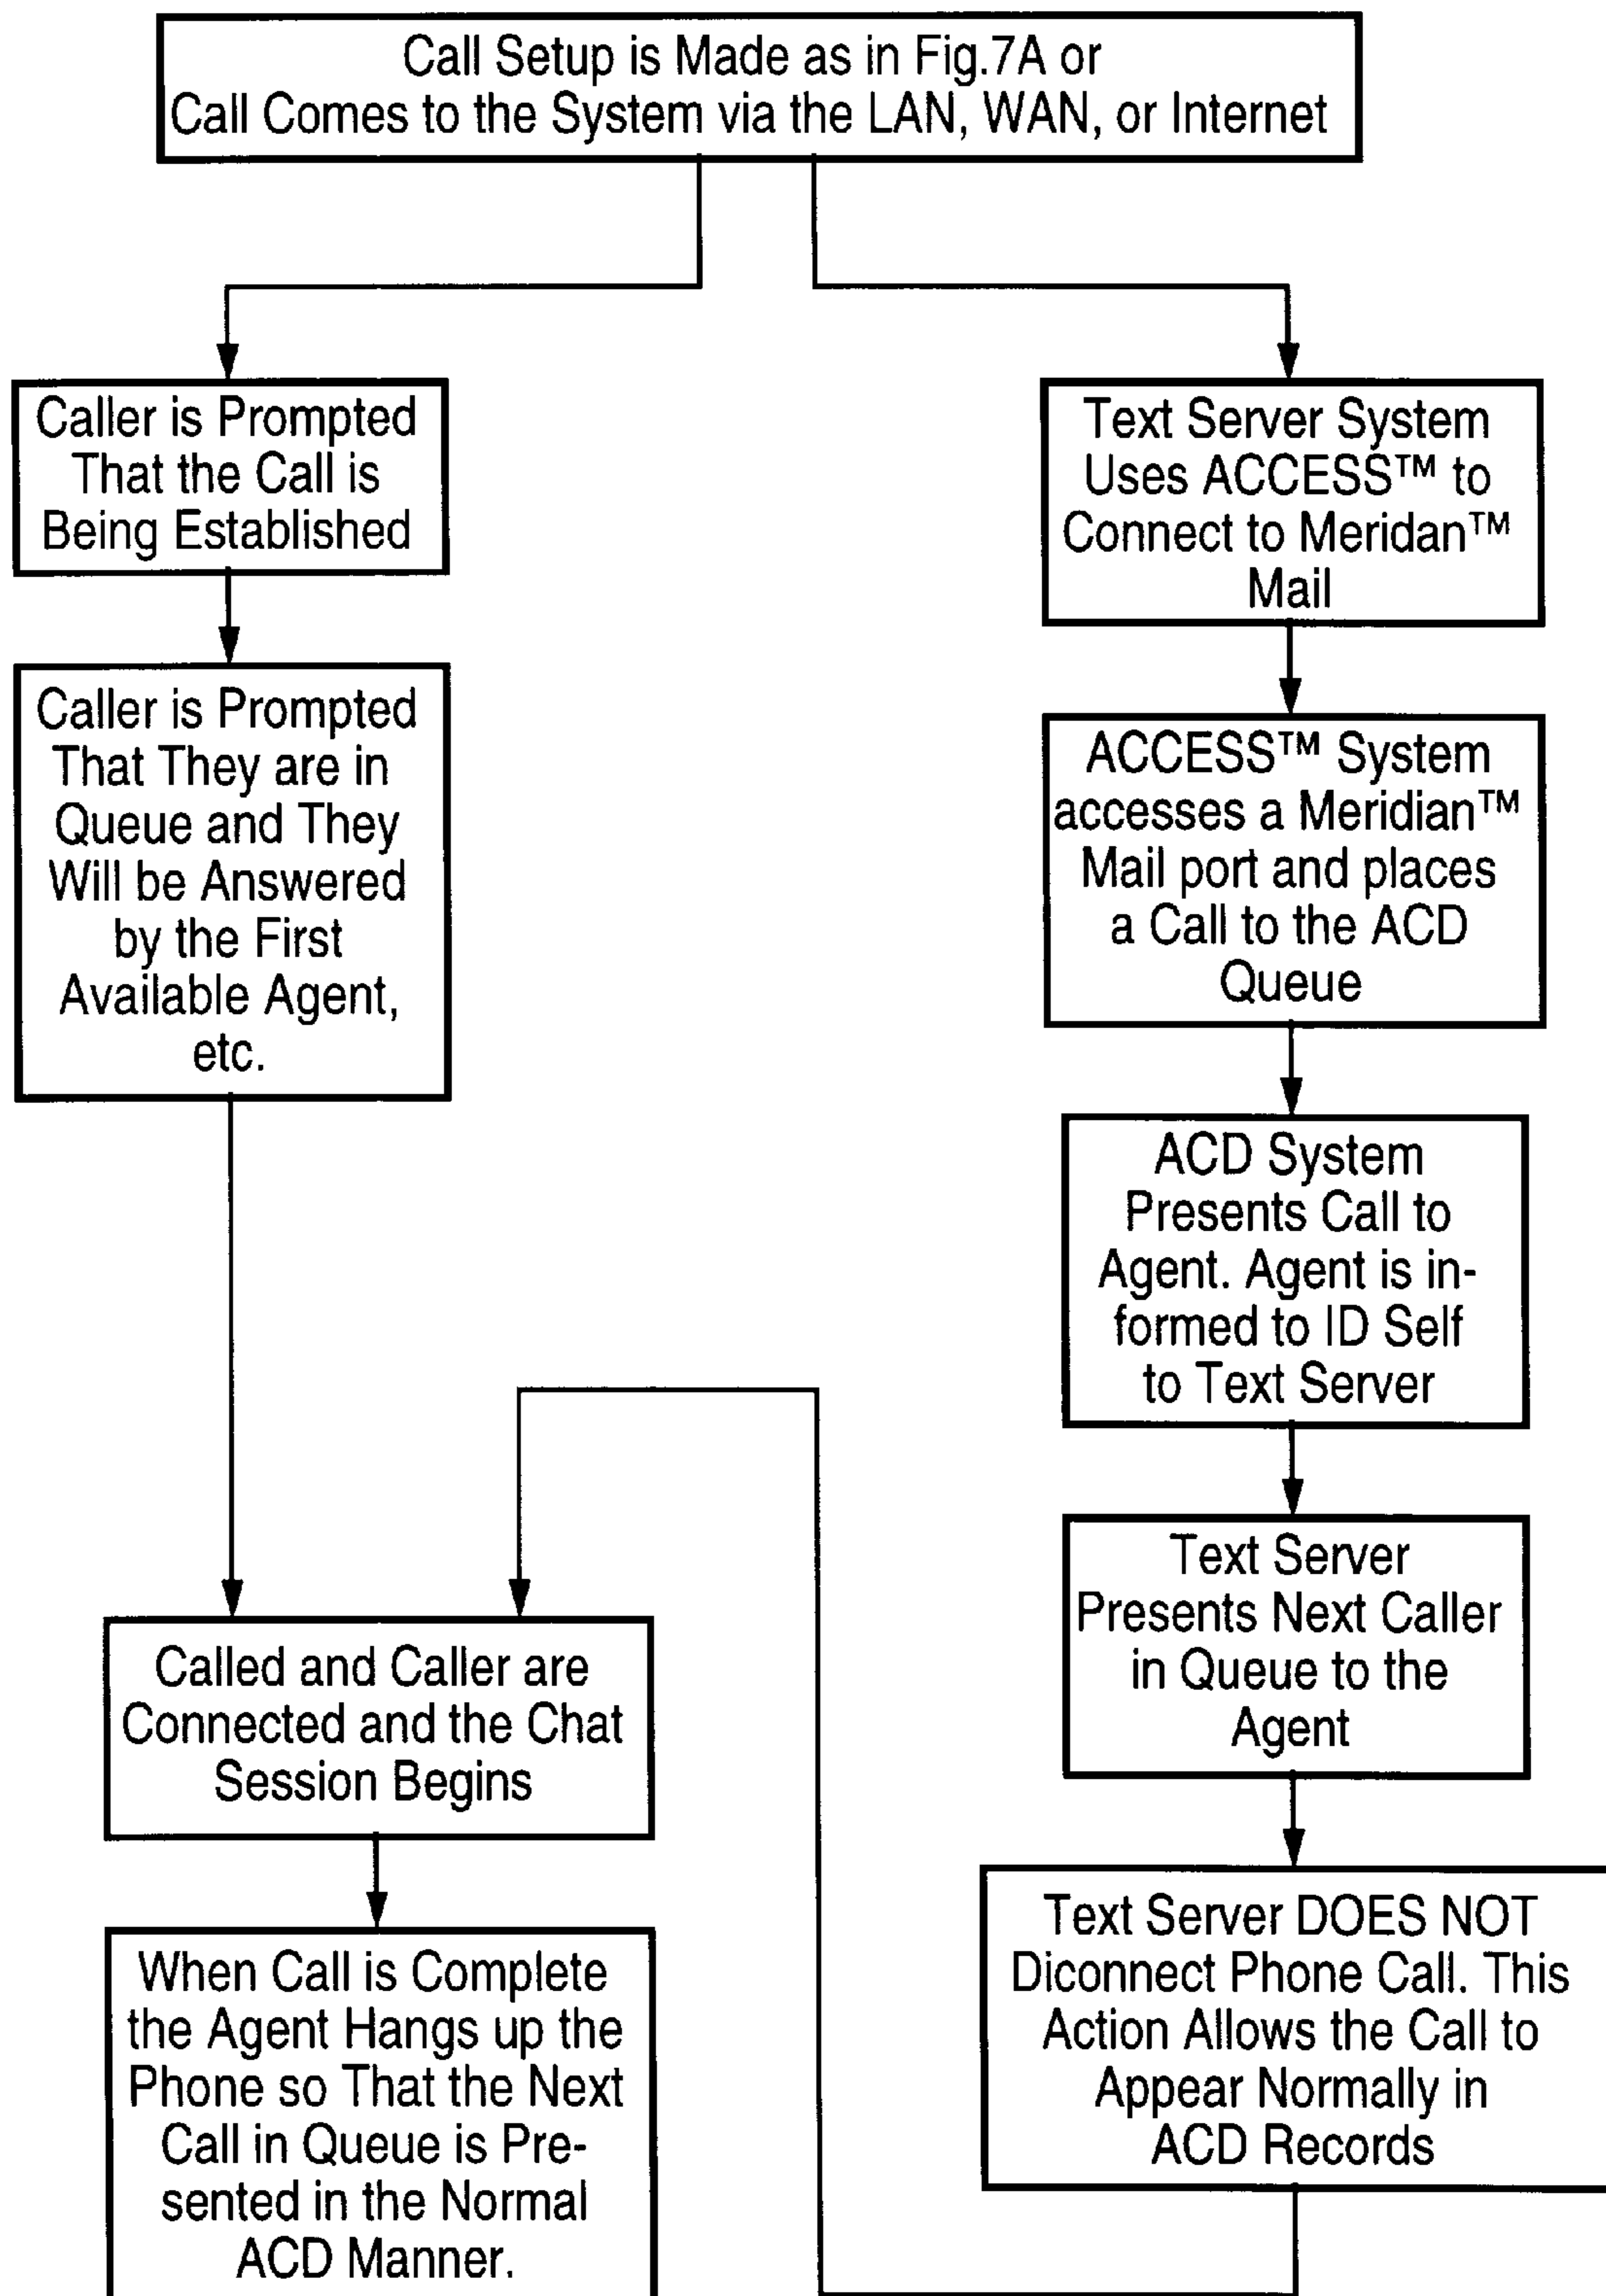 Call Setup is Made as in Fig.7A or
Call Comes to the System via the LAN, WAN, or Internet
Caller is Prompted
That the Call is
Being Established
Caller is Prompted
That They are in
Queue and They
Will be Answered
by the First
Available Agent,
etc.
Text Server System
Uses ACCESS™ to
Connect to Meridan™
Mail
ACCESS™ System
accesses a Meridian™
Mail port and places
a Call to the ACD
Queue
ACD System
Presents Call to
Agent. Agent is in-
formed to ID Self
to Text Server
Text Server
Presents Next Caller
in Queue to the
Agent
Text Server DOES NOT
Diconnect Phone Call. This
Action Allows the Call to
Appear Normally in
ACD Records
Called and Caller are
Connected and the Chat
Session Begins
When Call is Complete
the Agent Hangs up the
Phone so That the Next
Call in Queue is Pre-
sented in the Normal
ACD Manner.